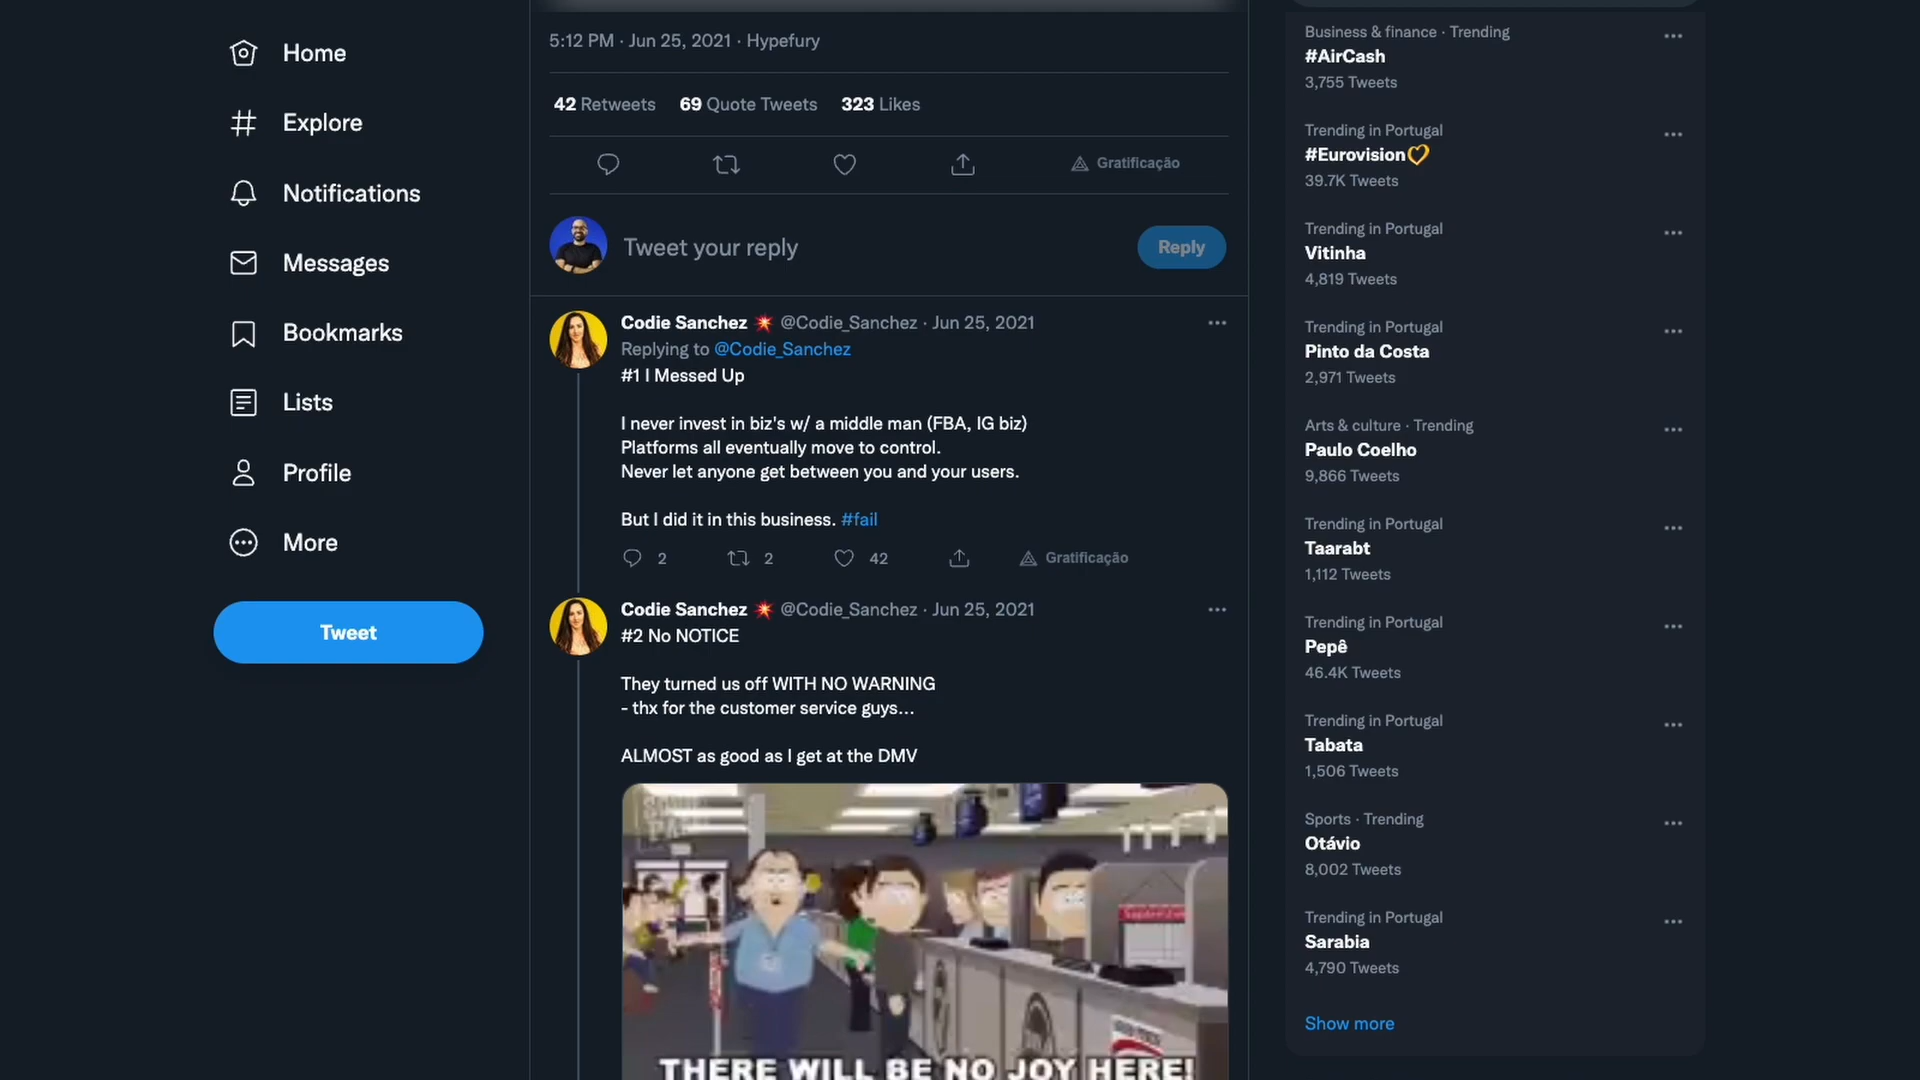 Home
Explore
Notifications
Messages
Bookmarks
Lists
Profile
More
Tweet
5:12 PM · Jun 25, 2021 · Hypefury
42 Retweets 69 Quote Tweets 323 Likes
Gratificação
Tweet your reply
Reply
Codie Sanchez 💥 @Codie_Sanchez · Jun 25, 2021
Replying to @Codie_Sanchez
#1 I Messed Up
I never invest in biz's w/ a middle man (FBA, IG biz)
Platforms all eventually move to control.
Never let anyone get between you and your users.
But I did it in this business. #fail
2 2 42 Gratificação
Codie Sanchez 💥 @Codie_Sanchez · Jun 25, 2021
#2 No NOTICE
They turned us off WITH NO WARNING
- thx for the customer service guys...
ALMOST as good as I get at the DMV
THERE WILL BE NO JOY HERE!
Business & finance · Trending
#AirCash
3,755 Tweets
Trending in Portugal
#Eurovision💛
39.7K Tweets
Trending in Portugal
Vitinha
4,819 Tweets
Trending in Portugal
Pinto da Costa
2,971 Tweets
Arts & culture · Trending
Paulo Coelho
9,866 Tweets
Trending in Portugal
Taarabt
1,112 Tweets
Trending in Portugal
Pepê
46.4K Tweets
Trending in Portugal
Tabata
1,506 Tweets
Sports · Trending
Otávio
8,002 Tweets
Trending in Portugal
Sarabia
4,790 Tweets
Show more